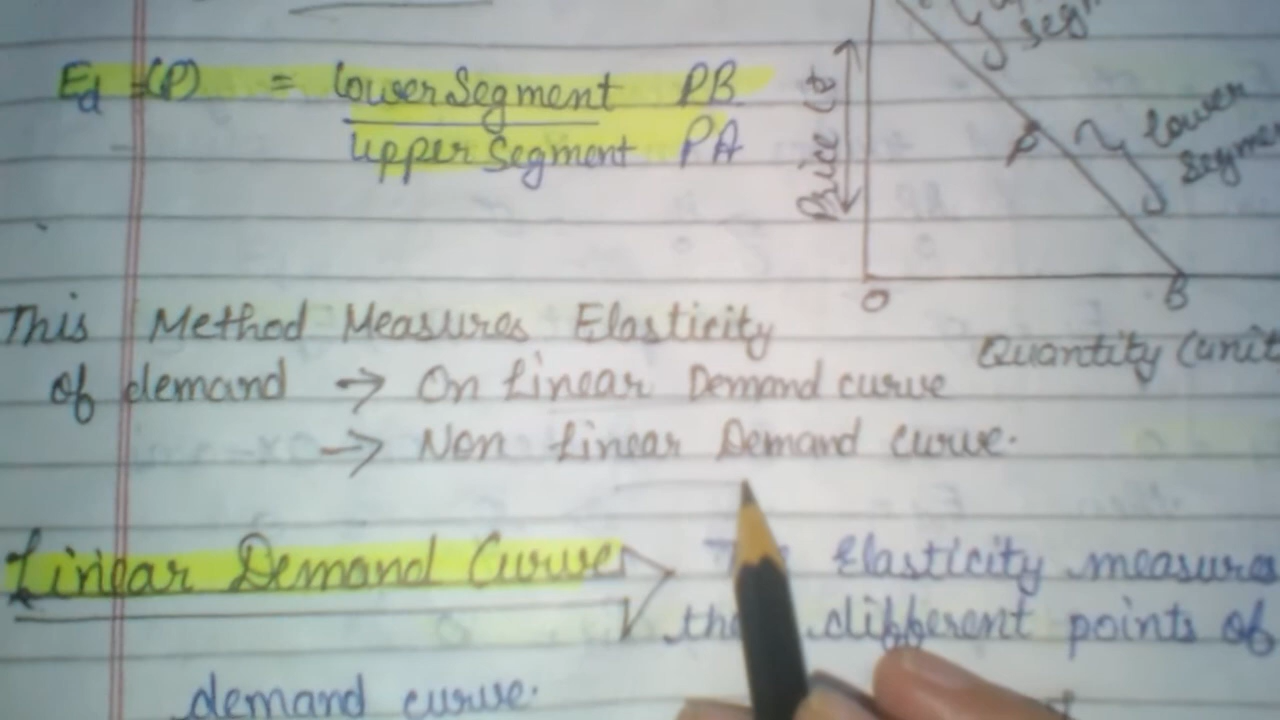 Ed (P) = Lower Segment PB
Upper Segment PA
Price (₹
P
lower
O
B
Quantity (unit
This Method Measures Elasticity
of demand → On Linear Demand curve
→ Non Linear Demand Curve.
Linear Demand Curve
Elasticity measures
different points of
demand curve.